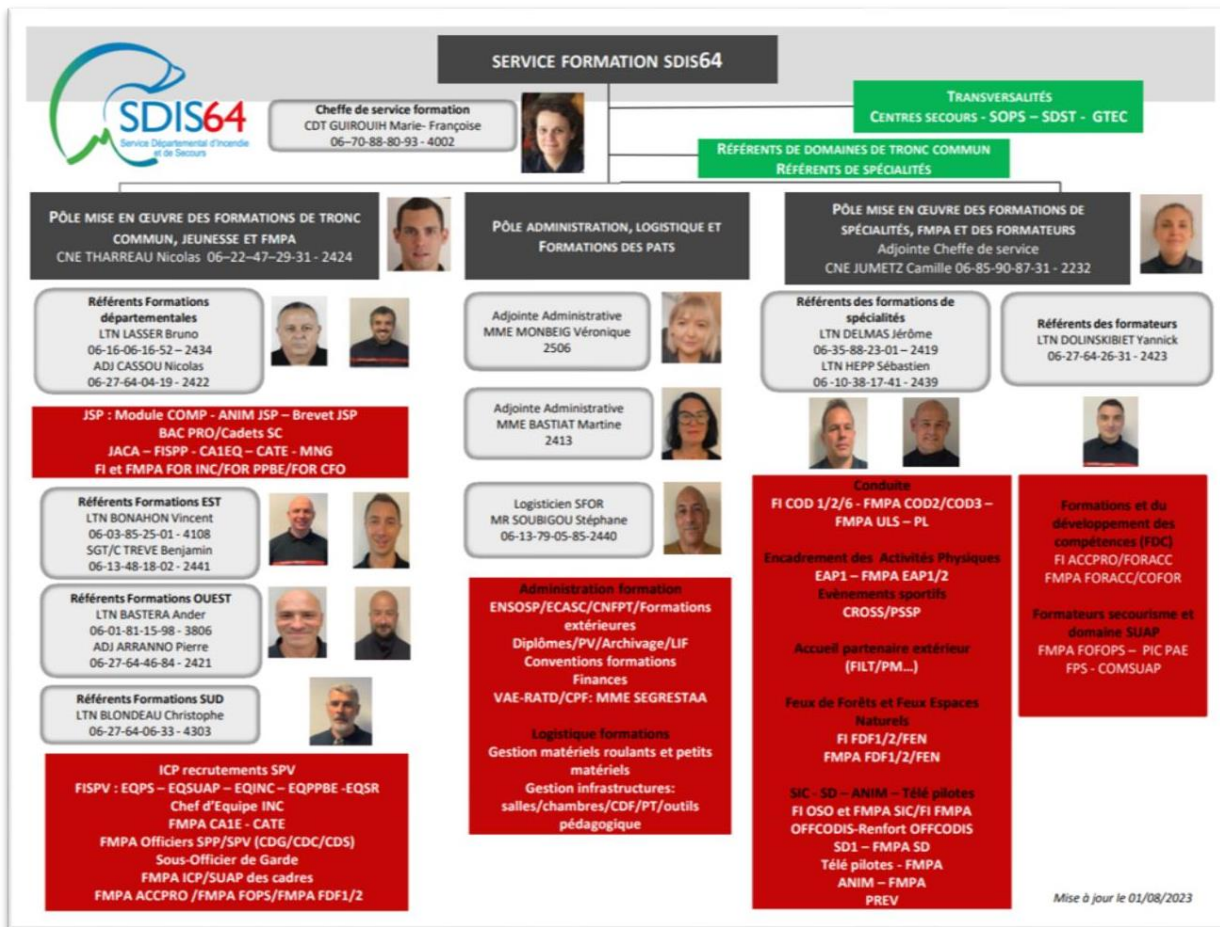 SERVICE FORMATION SDIS64
SDIS64
Service Départemental d'Incendie
et de Secours
Cheffe de service formation
CDT GUIROUIH Marie- Françoise
06–70-88-80-93 - 4002
TRANSVERSALITÉS
CENTRES SECOURS - SOPS – SDST - GTEC
RÉFÉRENTS DE DOMAINES DE TRONC COMMUN
RÉFÉRENTS DE SPÉCIALITÉS
PÔLE MISE EN ŒUVRE DES FORMATIONS DE TRONC
COMMUN, JEUNESSE ET FMPA
CNE THARREAU Nicolas 06–22–47–29-31 - 2424
Référents Formations
départementales
LTN LASSER Bruno
06-16-06-16-52 – 2434
ADJ CASSOU Nicolas
06-27-64-04-19 - 2422
JSP : Module COMP - ANIM JSP – Brevet JSP
BAC PRO/Cadets SC
JACA – FISPP - CA1EQ – CATE - MNG
FI et FMPA FOR INC/FOR PPBE/FOR CFO
Référents Formations EST
LTN BONAHON Vincent
06-03-85-25-01 - 4108
SGT/C TREVE Benjamin
06-13-48-18-02 - 2441
Référents Formations OUEST
LTN BASTERA Ander
06-01-81-15-98 - 3806
ADJ ARRANNO Pierre
06-27-64-46-84 - 2421
Référents Formations SUD
LTN BLONDEAU Christophe
06-27-64-06-33 - 4303
ICP recrutements SPV
FISPV : EQPS – EQSUAP – EQINC – EQPPBE -EQSR
Chef d'Equipe INC
FMPA CA1E - CATE
FMPA Officiers SPP/SPV (CDG/CDC/CDS)
Sous-Officier de Garde
FMPA ICP/SUAP des cadres
FMPA ACCPRO /FMPA FOPS/FMPA FDF1/2
PÔLE ADMINISTRATION, LOGISTIQUE ET
FORMATIONS DES PATS
Adjointe Administrative
MME MONBEIG Véronique
2506
Adjointe Administrative
MME BASTIAT Martine
2413
Logisticien SFOR
MR SOUBIGOU Stéphane
06-13-79-05-85-2440
Administration formation
ENSOSP/ECASC/CNFPT/Formations
extérieures
Diplômes/PV/Archivage/LIF
Conventions formations
Finances
VAE-RATD/CPF: MME SEGRESTAA
Logistique formations
Gestion matériels roulants et petits
matériels
Gestion infrastructures:
salles/chambres/CDF/PT/outils
pédagogique
PÔLE MISE EN ŒUVRE DES FORMATIONS DE
SPÉCIALITÉS, FMPA ET DES FORMATEURS
Adjointe Cheffe de service
CNE JUMETZ Camille 06-85-90-87-31 - 2232
Référents des formations de
spécialités
LTN DELMAS Jérôme
06-35-88-23-01 – 2419
LTN HEPP Sébastien
06 -10-38-17-41 - 2439
Conduite
FI COD 1/2/6 - FMPA COD2/COD3 –
FMPA ULS – PL
Encadrement des Activités Physiques
EAP1 – FMPA EAP1/2
Evènements sportifs
CROSS/PSSP
Accueil partenaire extérieur
(FILT/PM...)
Feux de Forêts et Feux Espaces
Naturels
FI FDF1/2/FEN
FMPA FDF1/2/FEN
SIC - SD – ANIM – Télé pilotes
FI OSO et FMPA SIC/FI FMPA
OFFCODIS-Renfort OFFCODIS
SD1 – FMPA SD
Télé pilotes - FMPA
ANIM – FMPA
PREV
Référents des formateurs
LTN DOLINSKIBIET Yannick
06-27-64-26-31 - 2423
Formations et du
développement des
compétences (FDC)
FI ACCPRO/FORACC
FMPA FORACC/COFOR
Formateurs secourisme et
domaine SUAP
FMPA FOFOPS – PIC PAE
FPS - COMSUAP
Mise à jour le 01/08/2023